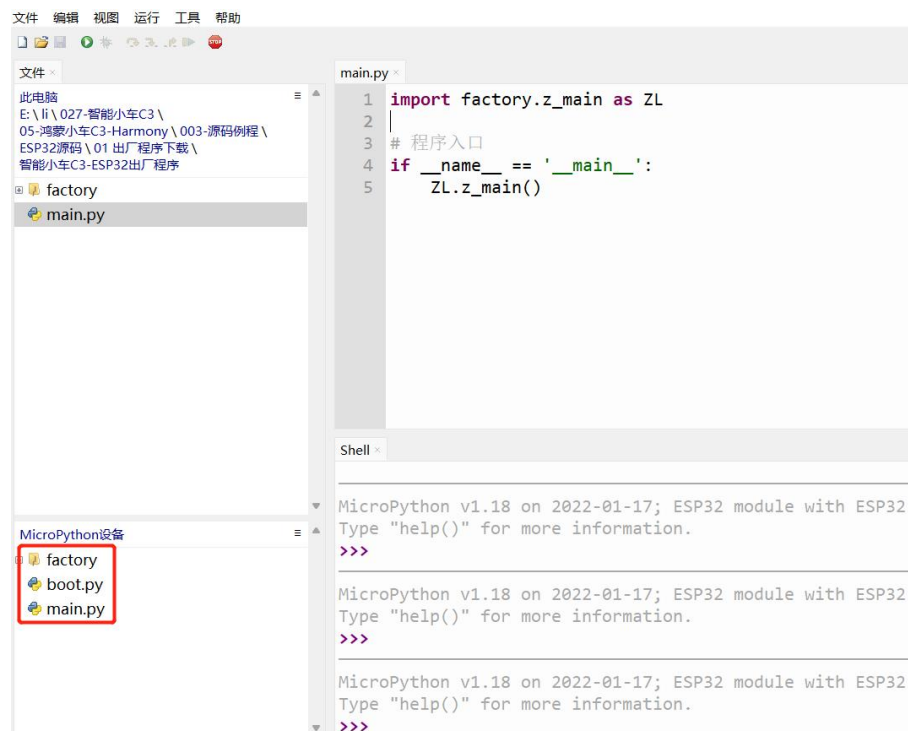 文件 编辑 视图 运行 工具 帮助
文件 ×
此电脑
E: \ li \ 027-智能小车C3 \
05-鸿蒙小车C3-Harmony \ 003-源码例程 \
ESP32源码 \ 01 出厂程序下载 \
智能小车C3-ESP32出厂程序
factory
main.py
MicroPython设备
factory
boot.py
main.py
main.py ×
1 import factory.z_main as ZL
2
3 # 程序入口
4 if __name__ == '__main__':
5     ZL.z_main()
Shell ×
MicroPython v1.18 on 2022-01-17; ESP32 module with ESP32
Type "help()" for more information.
>>>
MicroPython v1.18 on 2022-01-17; ESP32 module with ESP32
Type "help()" for more information.
>>>
MicroPython v1.18 on 2022-01-17; ESP32 module with ESP32
Type "help()" for more information.
>>>